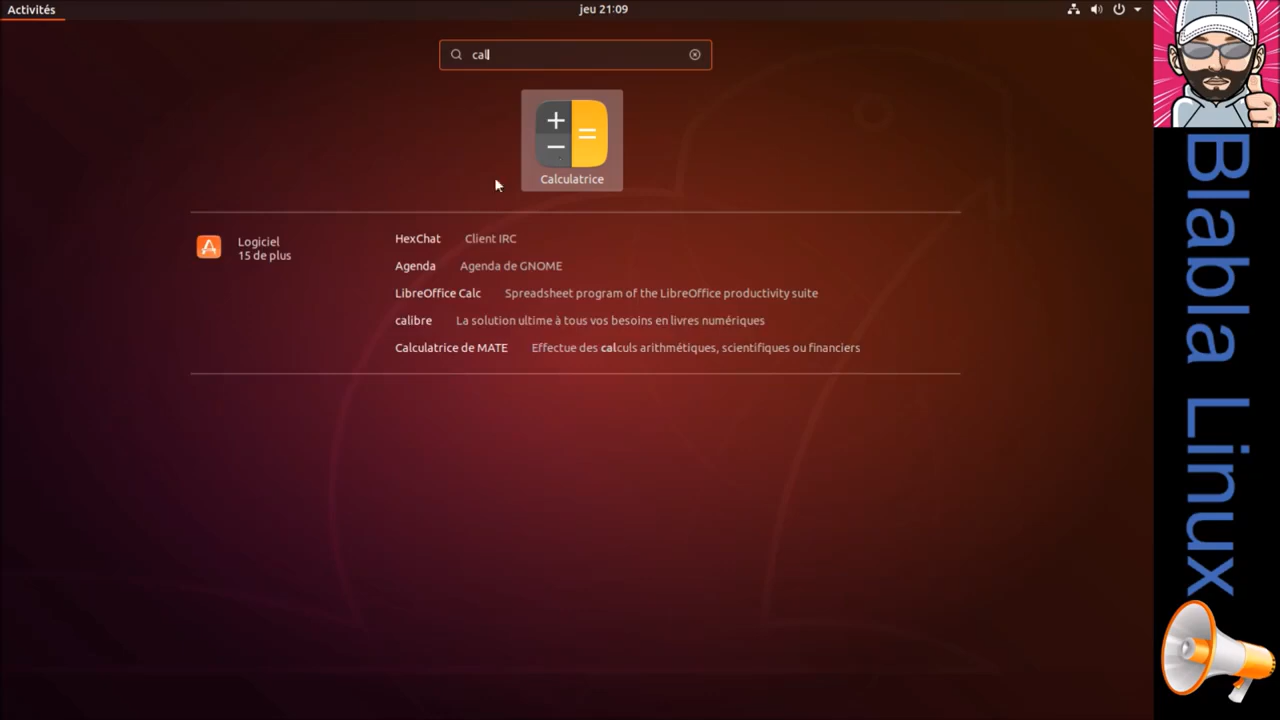 Activités
jeu 21:09
cal
Calculatrice
Logiciel
15 de plus
HexChat Client IRC
Agenda Agenda de GNOME
LibreOffice Calc Spreadsheet program of the LibreOffice productivity suite
calibre La solution ultime à tous vos besoins en livres numériques
Calculatrice de MATE Effectue des calculs arithmétiques, scientifiques ou financiers
Blabla Linux